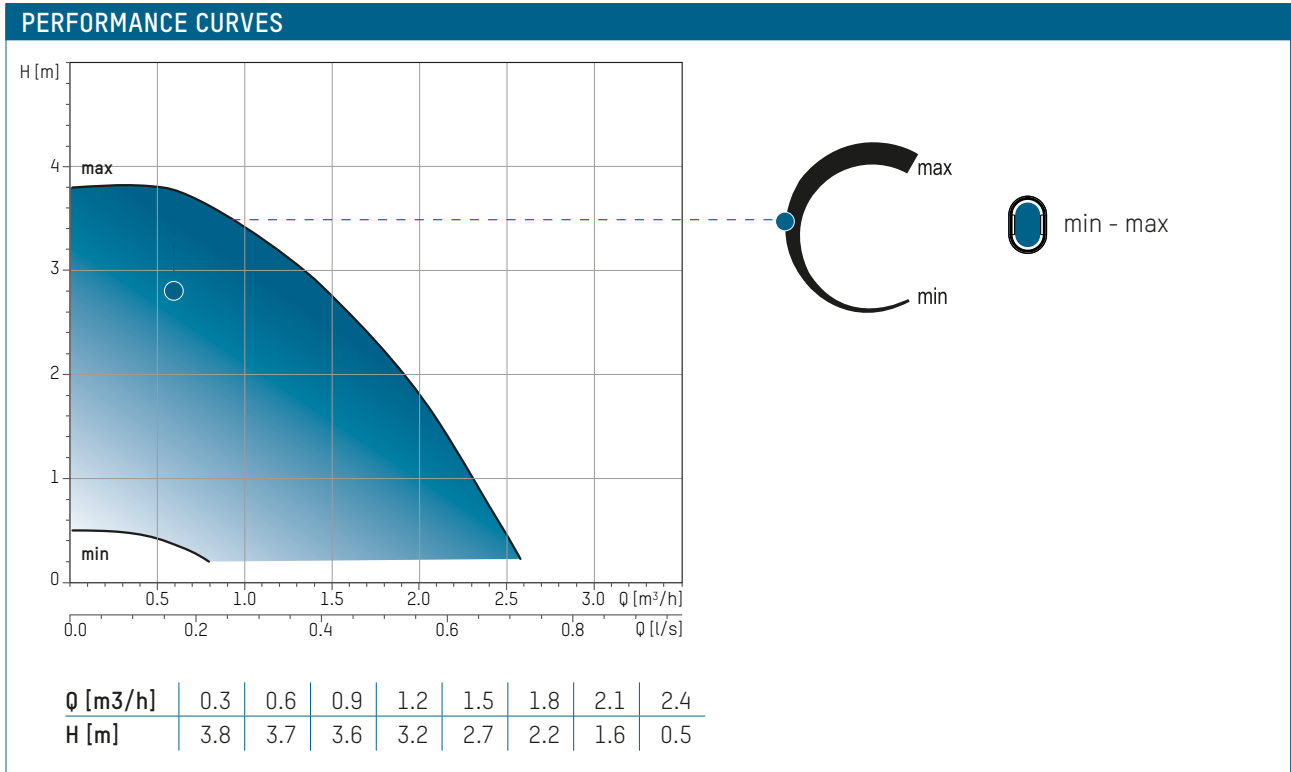 PERFORMANCE CURVES
H [m]
4
max
3
2
1
min
0
0.5 1.0 1.5 2.0 2.5 3.0 Q [m³/h]
0.0 0.2 0.4 0.6 0.8 Q [l/s]
max
min
min - max
Q [m3/h] 0.3 0.6 0.9 1.2 1.5 1.8 2.1 2.4
H [m] 3.8 3.7 3.6 3.2 2.7 2.2 1.6 0.5